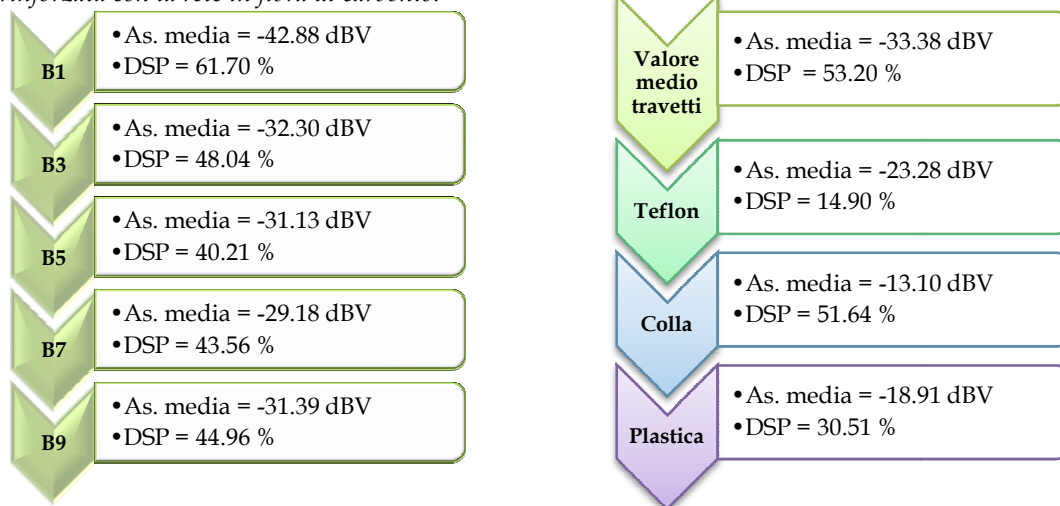 rinforzati con la rete in fibra di carbonio.
B1
•As. media = -42.88 dBV
•DSP = 61.70 %
B3
•As. media = -32.30 dBV
•DSP = 48.04 %
B5
•As. media = -31.13 dBV
•DSP = 40.21 %
B7
•As. media = -29.18 dBV
•DSP = 43.56 %
B9
•As. media = -31.39 dBV
•DSP = 44.96 %
Valore
medio
travetti
•As. media = -33.38 dBV
•DSP = 53.20 %
Teflon
•As. media = -23.28 dBV
•DSP = 14.90 %
Colla
•As. media = -13.10 dBV
•DSP = 51.64 %
Plastica
•As. media = -18.91 dBV
•DSP = 30.51 %